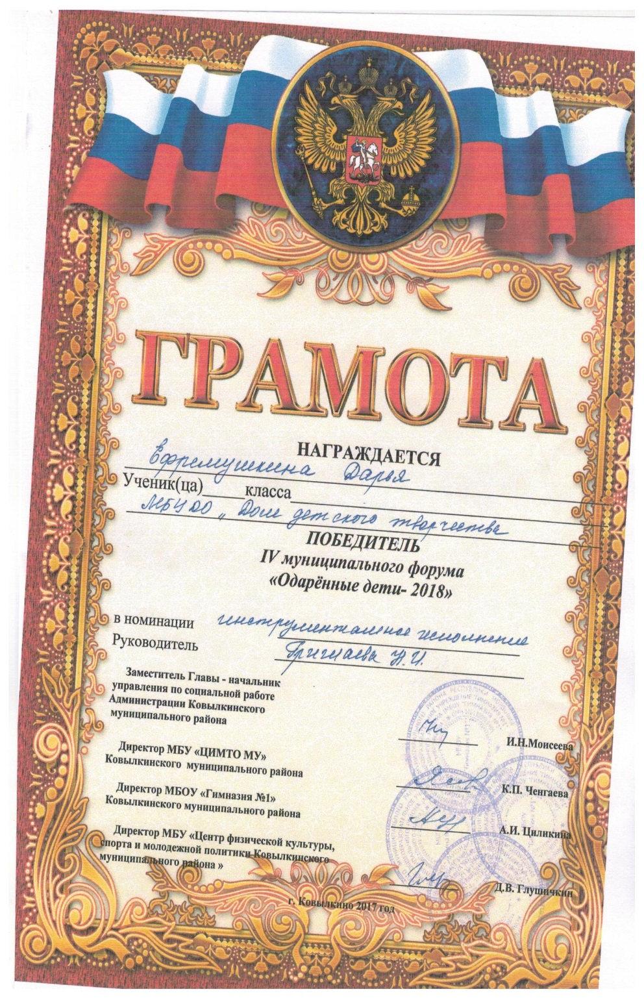 ГРАМОТА
НАГРАЖДАЕТСЯ
Ефремушкина Дарья
Ученик(ца)_____класса
МБУДО „Дом детского творчества
ПОБЕДИТЕЛЬ
IV муниципального форума
«Одарённые дети- 2018»
в номинации инструментальное исполнение
Руководитель Н.И.
Заместитель Главы - начальник
управления по социальной работе
Администрации Ковылкинского
муниципального района
И.Н.Моисеева
Директор МБУ «ЦИМТО МУ»
Ковылкинского муниципального района
К.П. Ченгаева
Директор МБОУ «Гимназия №1»
Ковылкинского муниципального района
А.И. Циликина
Директор МБУ «Центр физической культуры,
спорта и молодежной политики Ковылкинского
муниципального района »
Д.В. Глушичкин
г. Ковылкино 2017 год